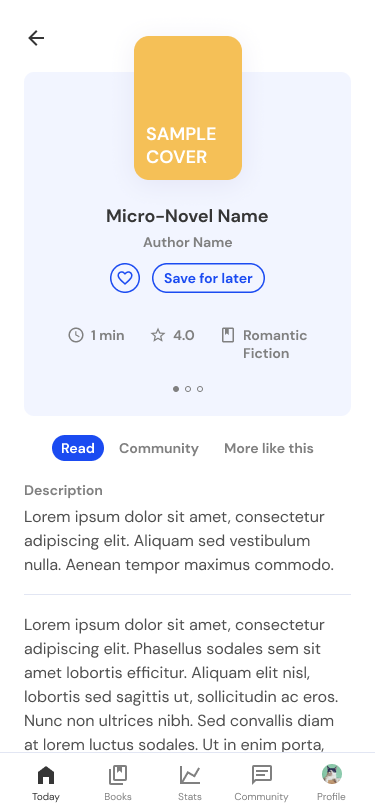 SAMPLE
COVER
Micro-Novel Name
Author Name
Save for later
1 min
4.0
Romantic
Fiction
Read
Community
More like this
Description
Lorem ipsum dolor sit amet, consectetur
adipiscing elit. Aliquam sed vestibulum
nulla. Aenean tempor maximus commodo.
Lorem ipsum dolor sit amet, consectetur
adipiscing elit. Phasellus sodales sem sit
amet lobortis efficitur. Aliquam elit nisl,
lobortis sed sagittis ut, sollicitudin ac eros.
Nunc non ultrices nibh. Sed convallis diam
at lorem luctus sodales. Ut in enim porta,
Today
Books
Stats
Community
Profile